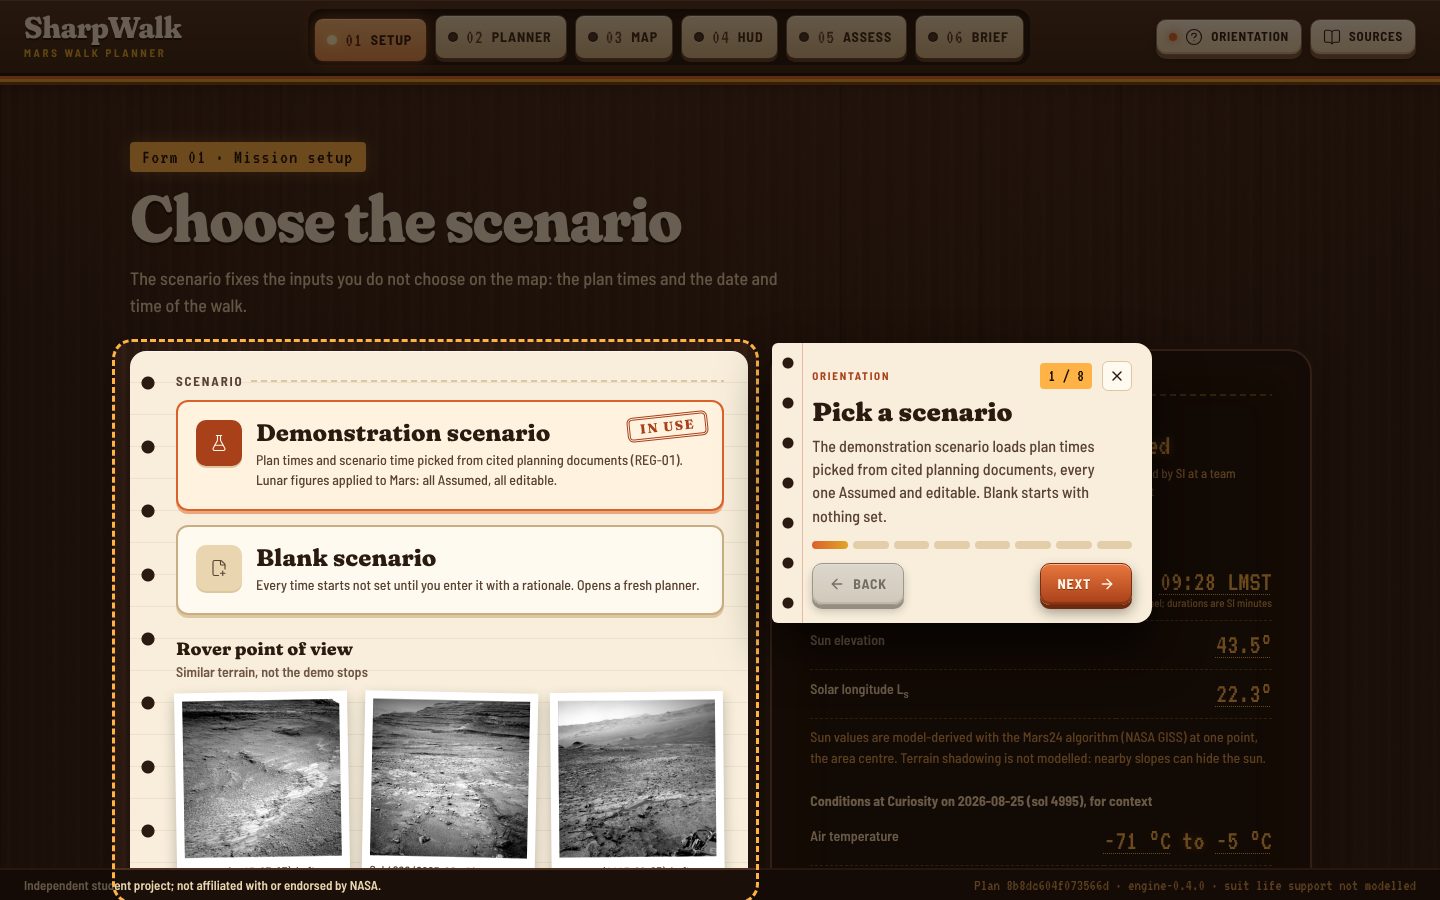 SharpWalk
MARS WALK PLANNER
01 SETUP
02 PLANNER
03 MAP
04 HUD
05 ASSESS
06 BRIEF
ORIENTATION
SOURCES
Form 01 · Mission setup
Choose the scenario
The scenario fixes the inputs you do not choose on the map: the plan times and the date and
time of the walk.
SCENARIO
Demonstration scenario
IN USE
Plan times and scenario time picked from cited planning documents (REG-01).
Lunar figures applied to Mars: all Assumed, all editable.
Blank scenario
Every time starts not set until you enter it with a rationale. Opens a fresh planner.
Rover point of view
Similar terrain, not the demo stops
ORIENTATION
1 / 8
Pick a scenario
The demonstration scenario loads plan times
picked from cited planning documents, every
one Assumed and editable. Blank starts with
nothing set.
BACK
NEXT
d by SI at a team
09:28 LMST
durations are SI minutes
Sun elevation
43.5°
Solar longitude Ls
22.3°
Sun values are model-derived with the Mars24 algorithm (NASA GISS) at one point,
the area centre. Terrain shadowing is not modelled: nearby slopes can hide the sun.
Conditions at Curiosity on 2026-08-25 (sol 4995), for context
Air temperature
-71 °C to -5 °C
Independent student project; not affiliated with or endorsed by NASA.
Plan 8b8dc604f073566d · engine-0.4.0 · suit life support not modelled